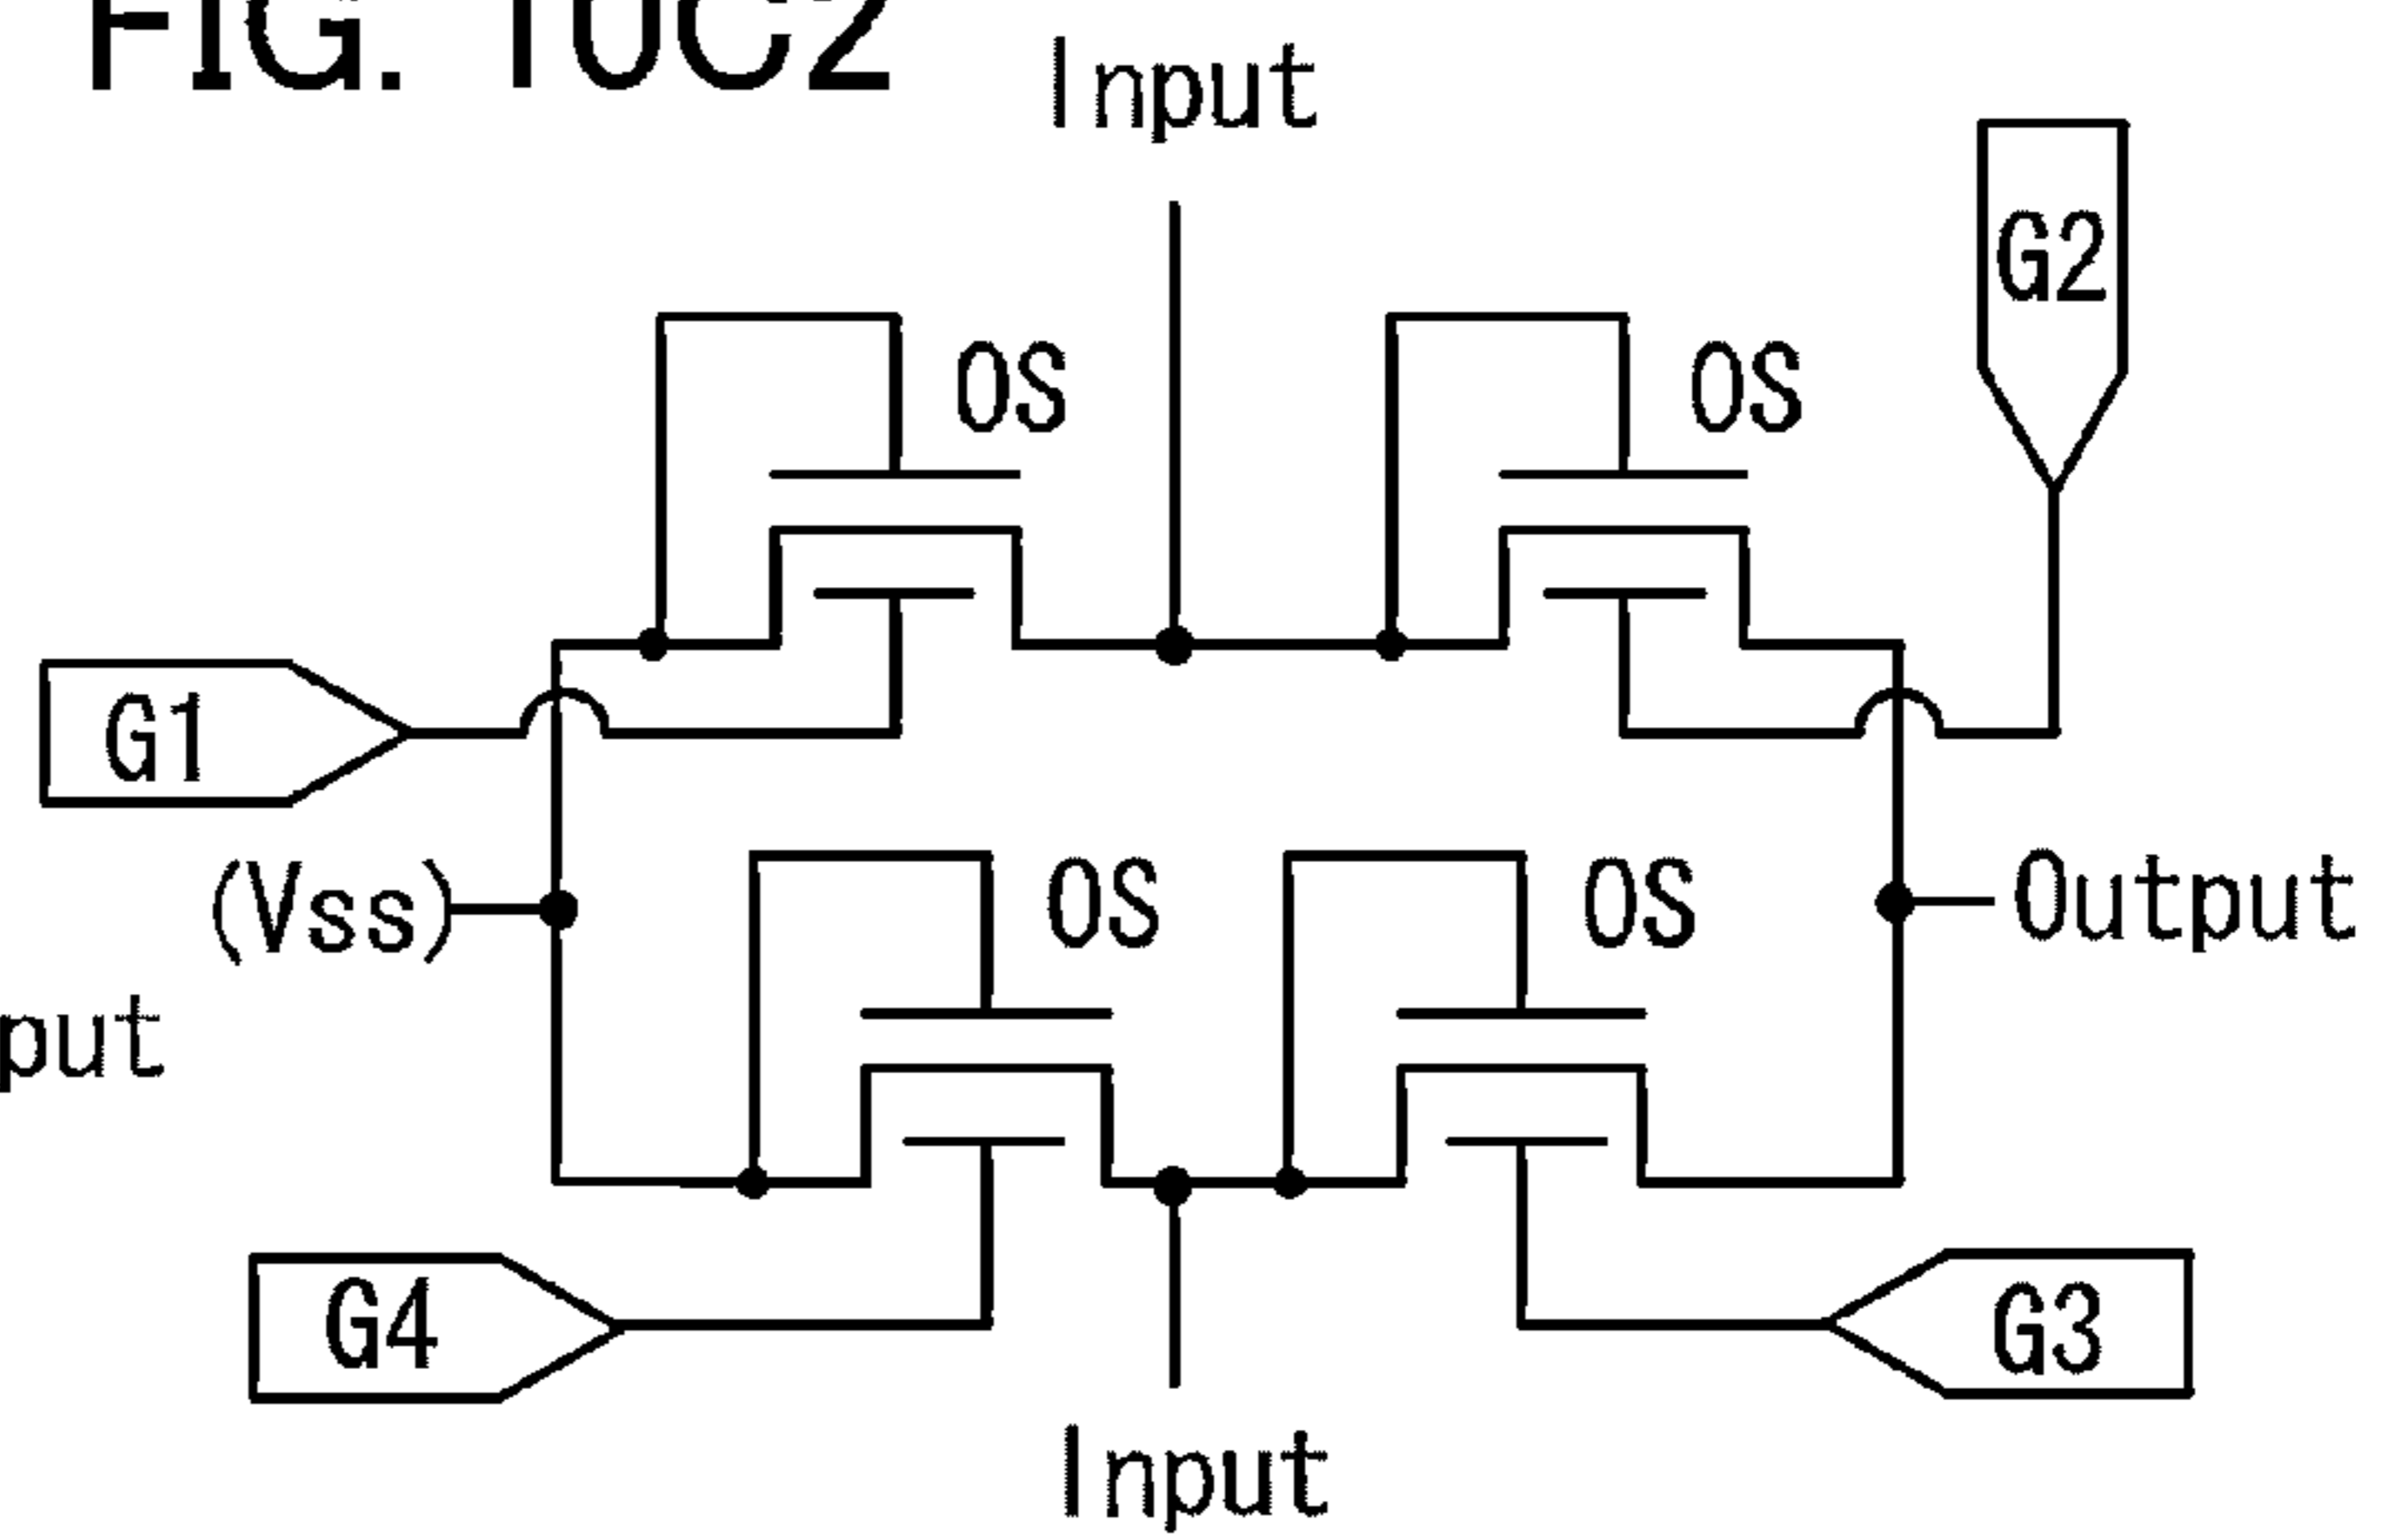 FIG. 10C2
Input
G2
OS
OS
G1
(Vss)
OS
OS
Output
put
G4
G3
Input